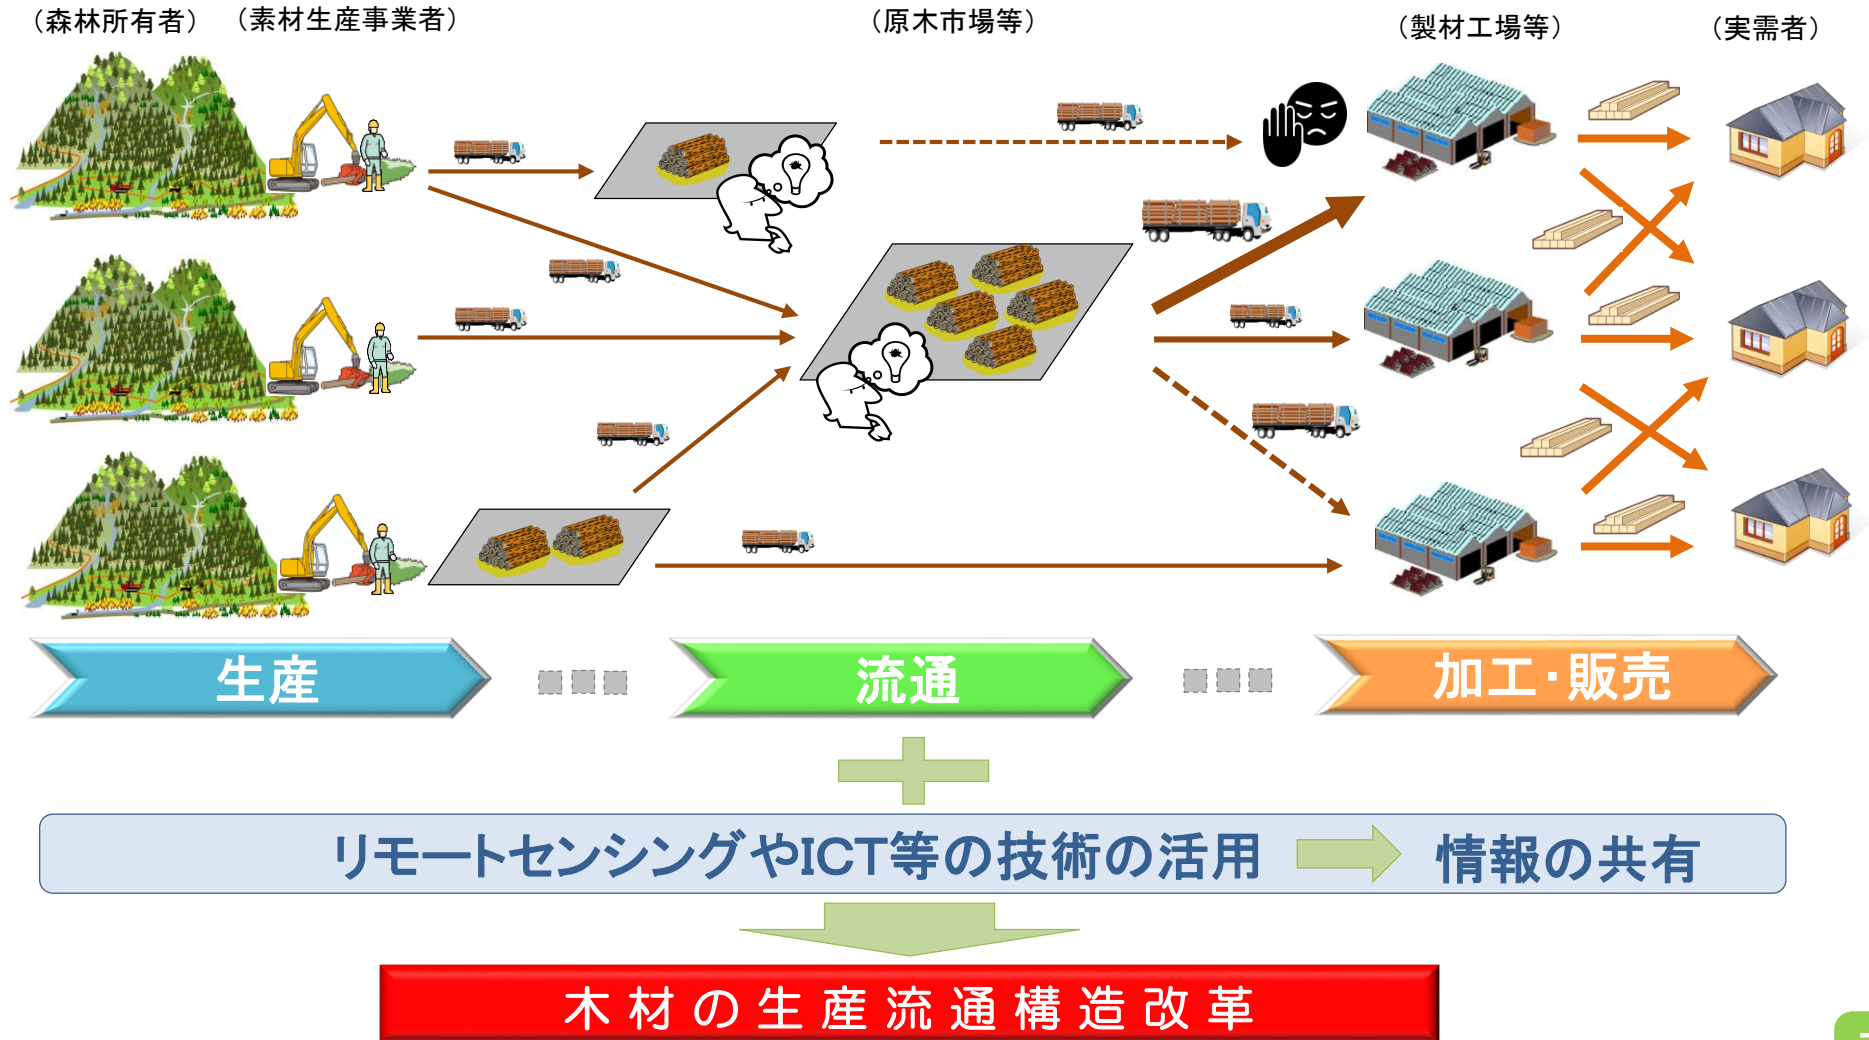 （森林所有者）
（素材生産事業者）
（原木市場等）
（製材工場等）
（実需者）
生産
流通
加工・販売
リモートセンシングやICT等の技術の活用
情報の共有
木材の生産流通構造改革